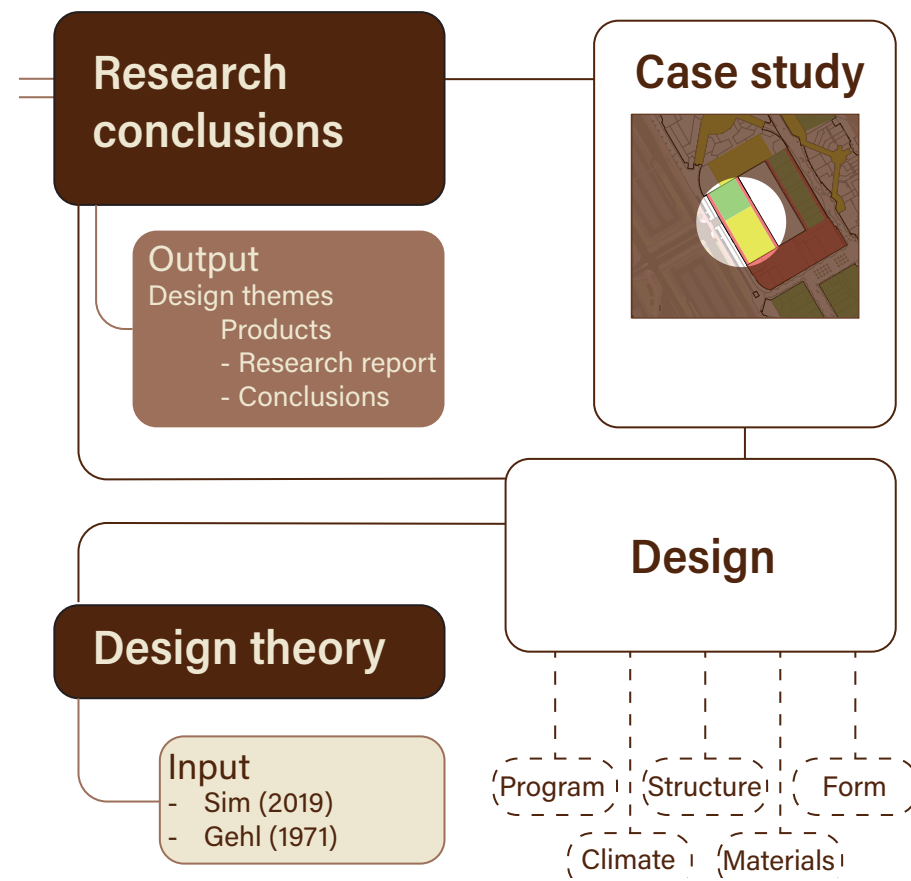 Research
conclusions
Case study
Output
Design themes
Products
- Research report
- Conclusions
Design
Design theory
Input
- Sim (2019)
- Gehl (1971)
Program
Structure
Form
Climate
Materials